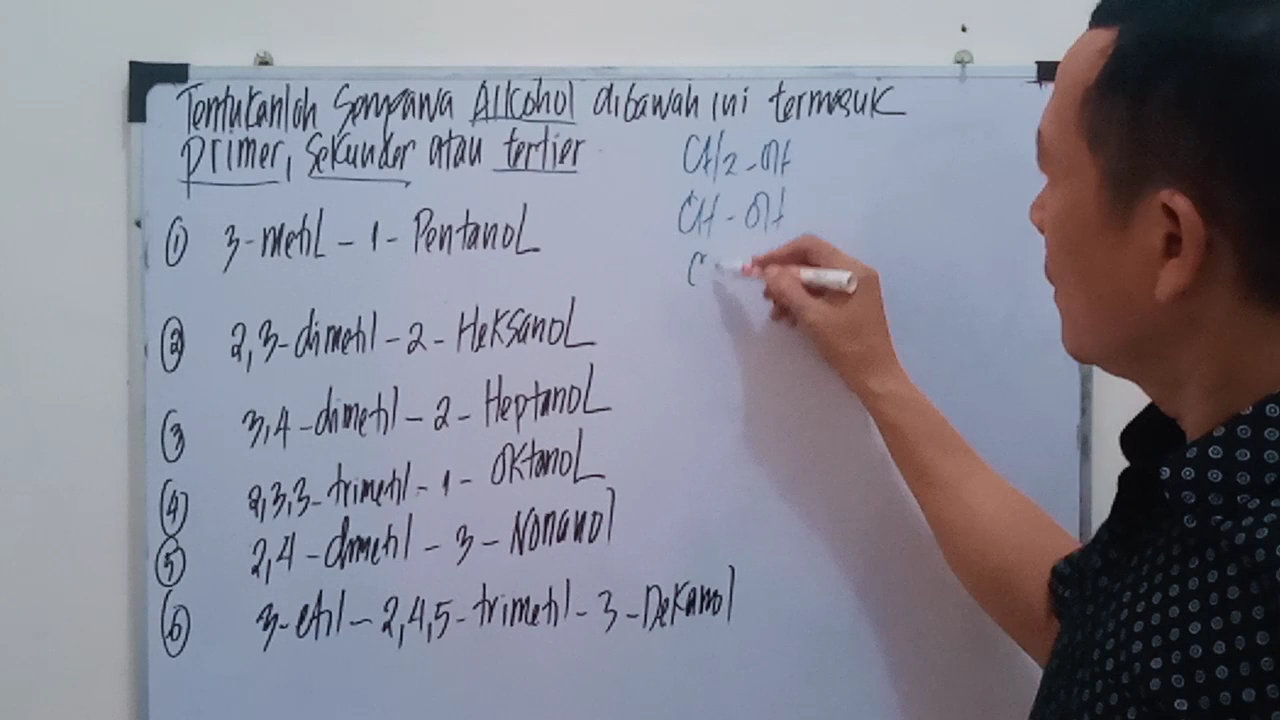 Tentukanlah Senyawa Alkohol dibawah ini termasuk
primer, sekunder atau tertier
CH2-OH
CH-OH
C
① 3-metil-1-Pentanol
② 2,3-dimetil-2-Heksanol
③ 3,4-dimetil-2-Heptanol
④ 2,3,3-trimetil-1-Oktanol
⑤ 2,4-dimetil-3-Nonanol
⑥ 3-etil-2,4,5-trimetil-3-Dekanol